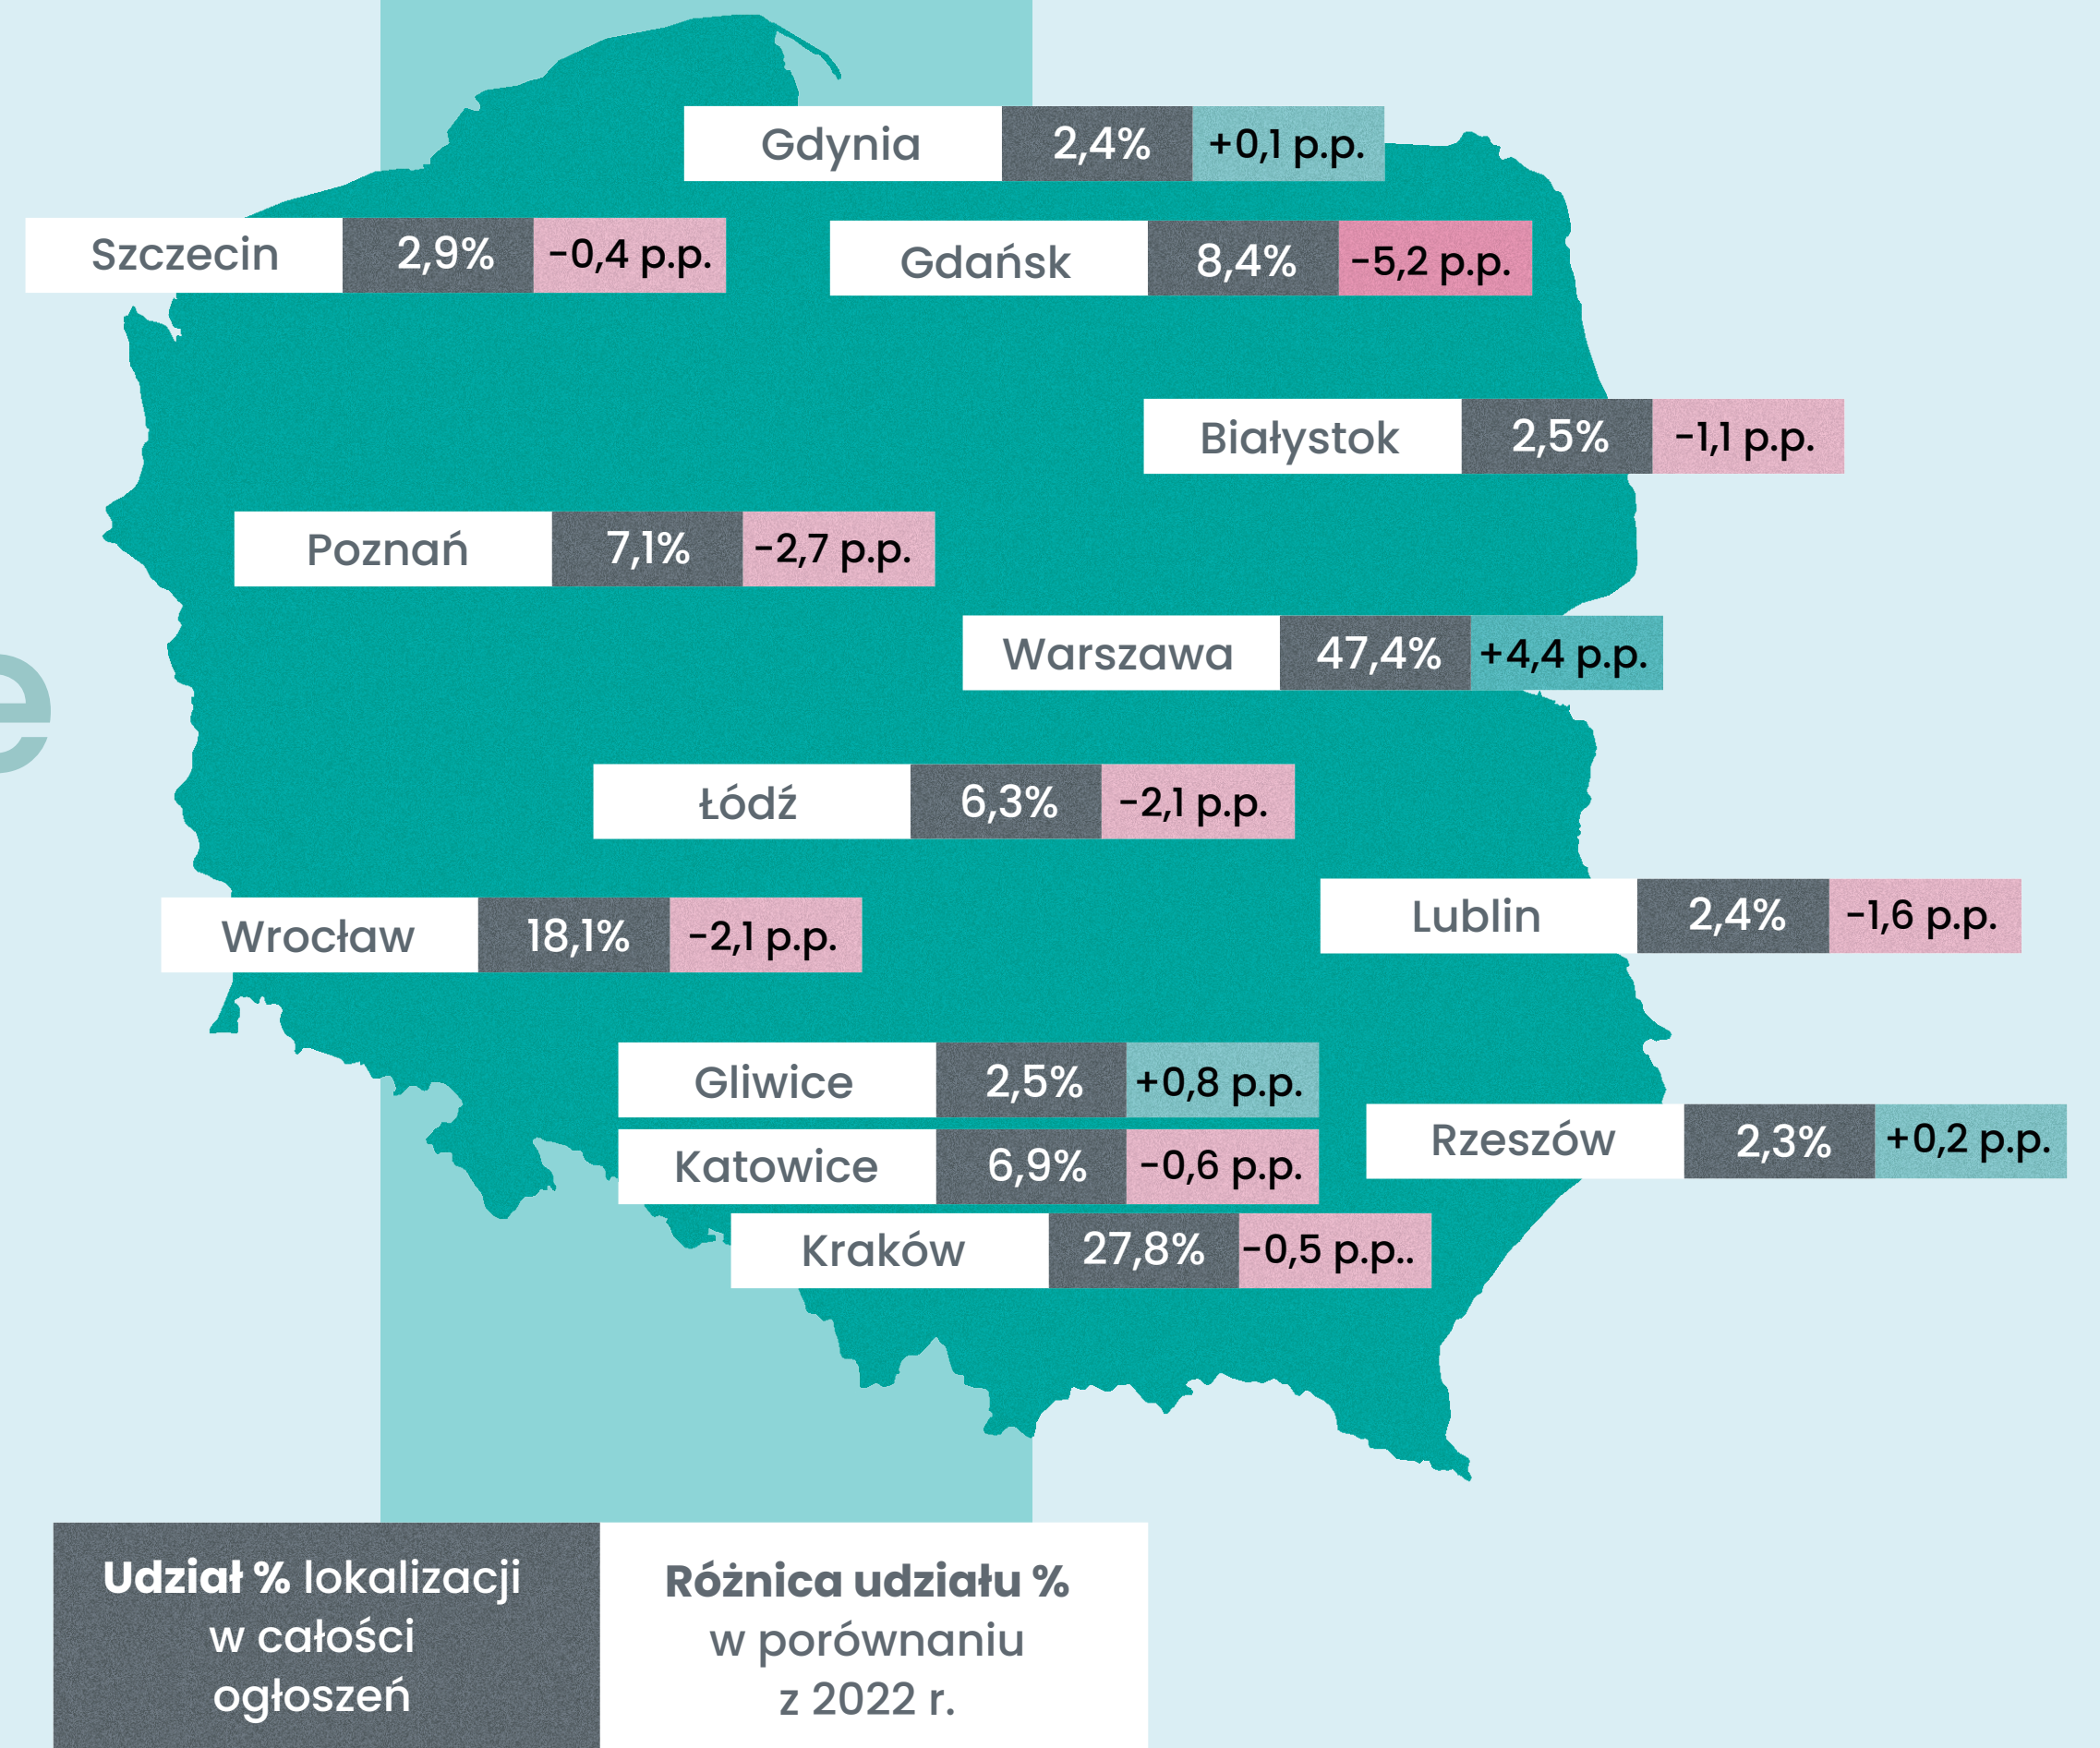 Gdynia 2,4% +0,1 p.p.
Szczecin 2,9% -0,4 p.p.
Gdańsk 8,4% -5,2 p.p.
Białystok 2,5% -1,1 p.p.
Poznań 7,1% -2,7 p.p.
Warszawa 47,4% +4,4 p.p.
e
Łódź 6,3% -2,1 p.p.
Lublin 2,4% -1,6 p.p.
Wrocław 18,1% -2,1 p.p.
Gliwice 2,5% +0,8 p.p.
Rzeszów 2,3% +0,2 p.p.
Katowice 6,9% -0,6 p.p.
Kraków 27,8% -0,5 p.p..
Udział % lokalizacji
w całości
ogłoszeń
Różnica udziału %
w porównaniu
z 2022 r.